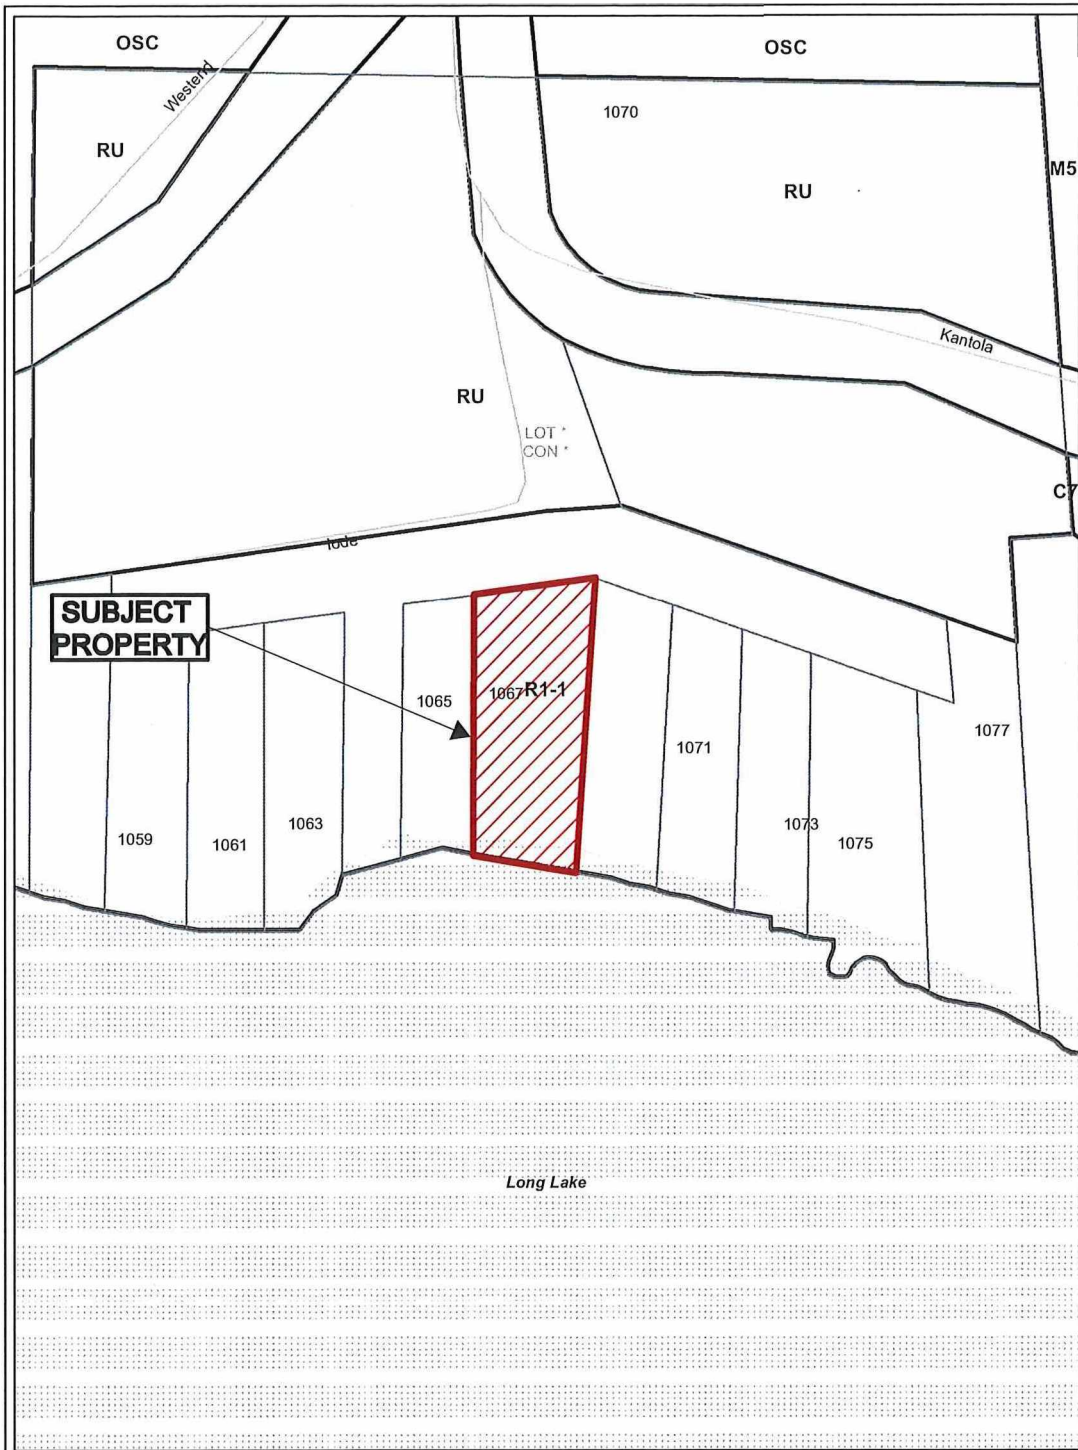 OSC
OSC
Westend
1070
RU
M5
RU
Kantola
RU
LOT *
CON *
C7
Iode
SUBJECT
PROPERTY
1067 R1-1
1065
1077
1071
1063
1073
1059
1061
1075
Long Lake